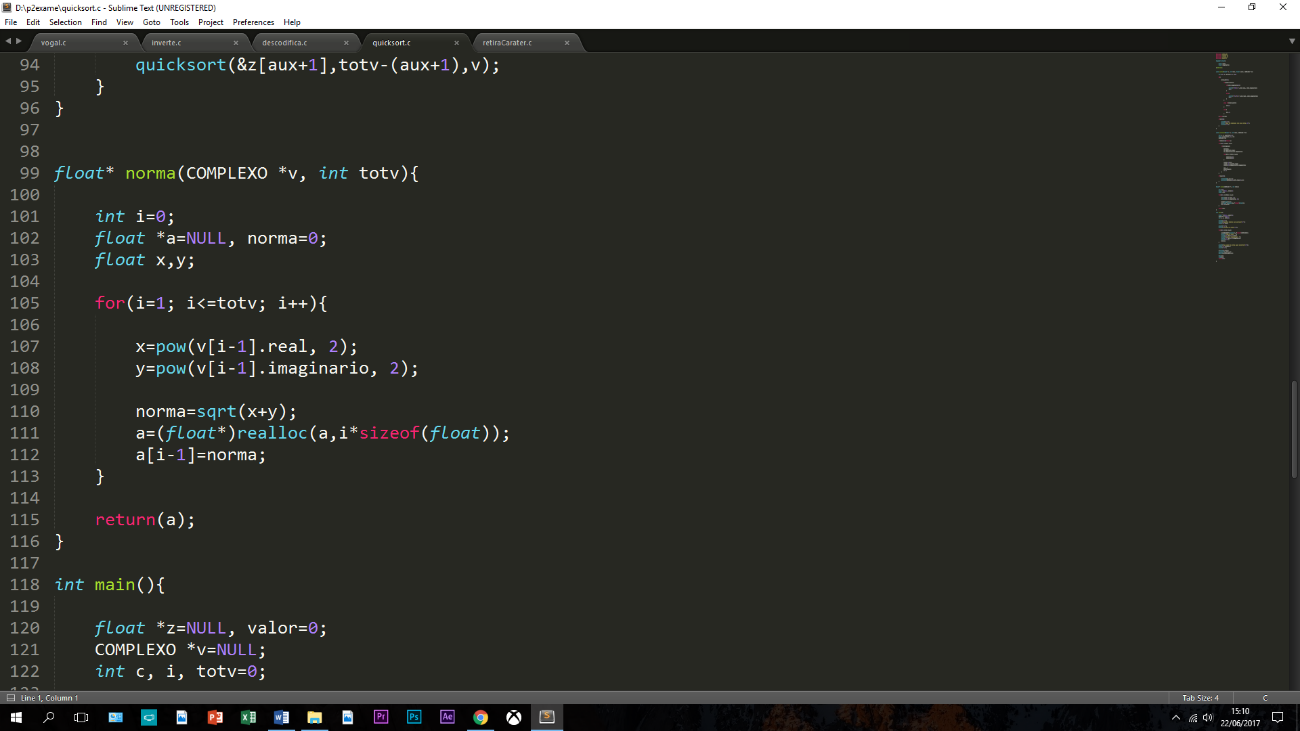 D:\p2exame\quicksort.c - Sublime Text (UNREGISTERED)
File Edit Selection Find View Goto Tools Project Preferences Help
vogal.c × inverte.c × descodifica.c × quicksort.c × retiraCarater.c ×
94 quicksort(&z[aux+1],totv-(aux+1),v);
95 }
96 }
97
98
99 float* norma(COMPLEXO *v, int totv){
100
101 int i=0;
102 float *a=NULL, norma=0;
103 float x,y;
104
105 for(i=1; i<=totv; i++){
106
107 x=pow(v[i-1].real, 2);
108 y=pow(v[i-1].imaginario, 2);
109
110 norma=sqrt(x+y);
111 a=(float*)realloc(a,i*sizeof(float));
112 a[i-1]=norma;
113 }
114
115 return(a);
116 }
117
118 int main(){
119
120 float *z=NULL, valor=0;
121 COMPLEXO *v=NULL;
122 int c, i, totv=0;
Line 1, Column 1 Tab Size: 4 C
Pr Ps Ae
15:10
22/06/2017